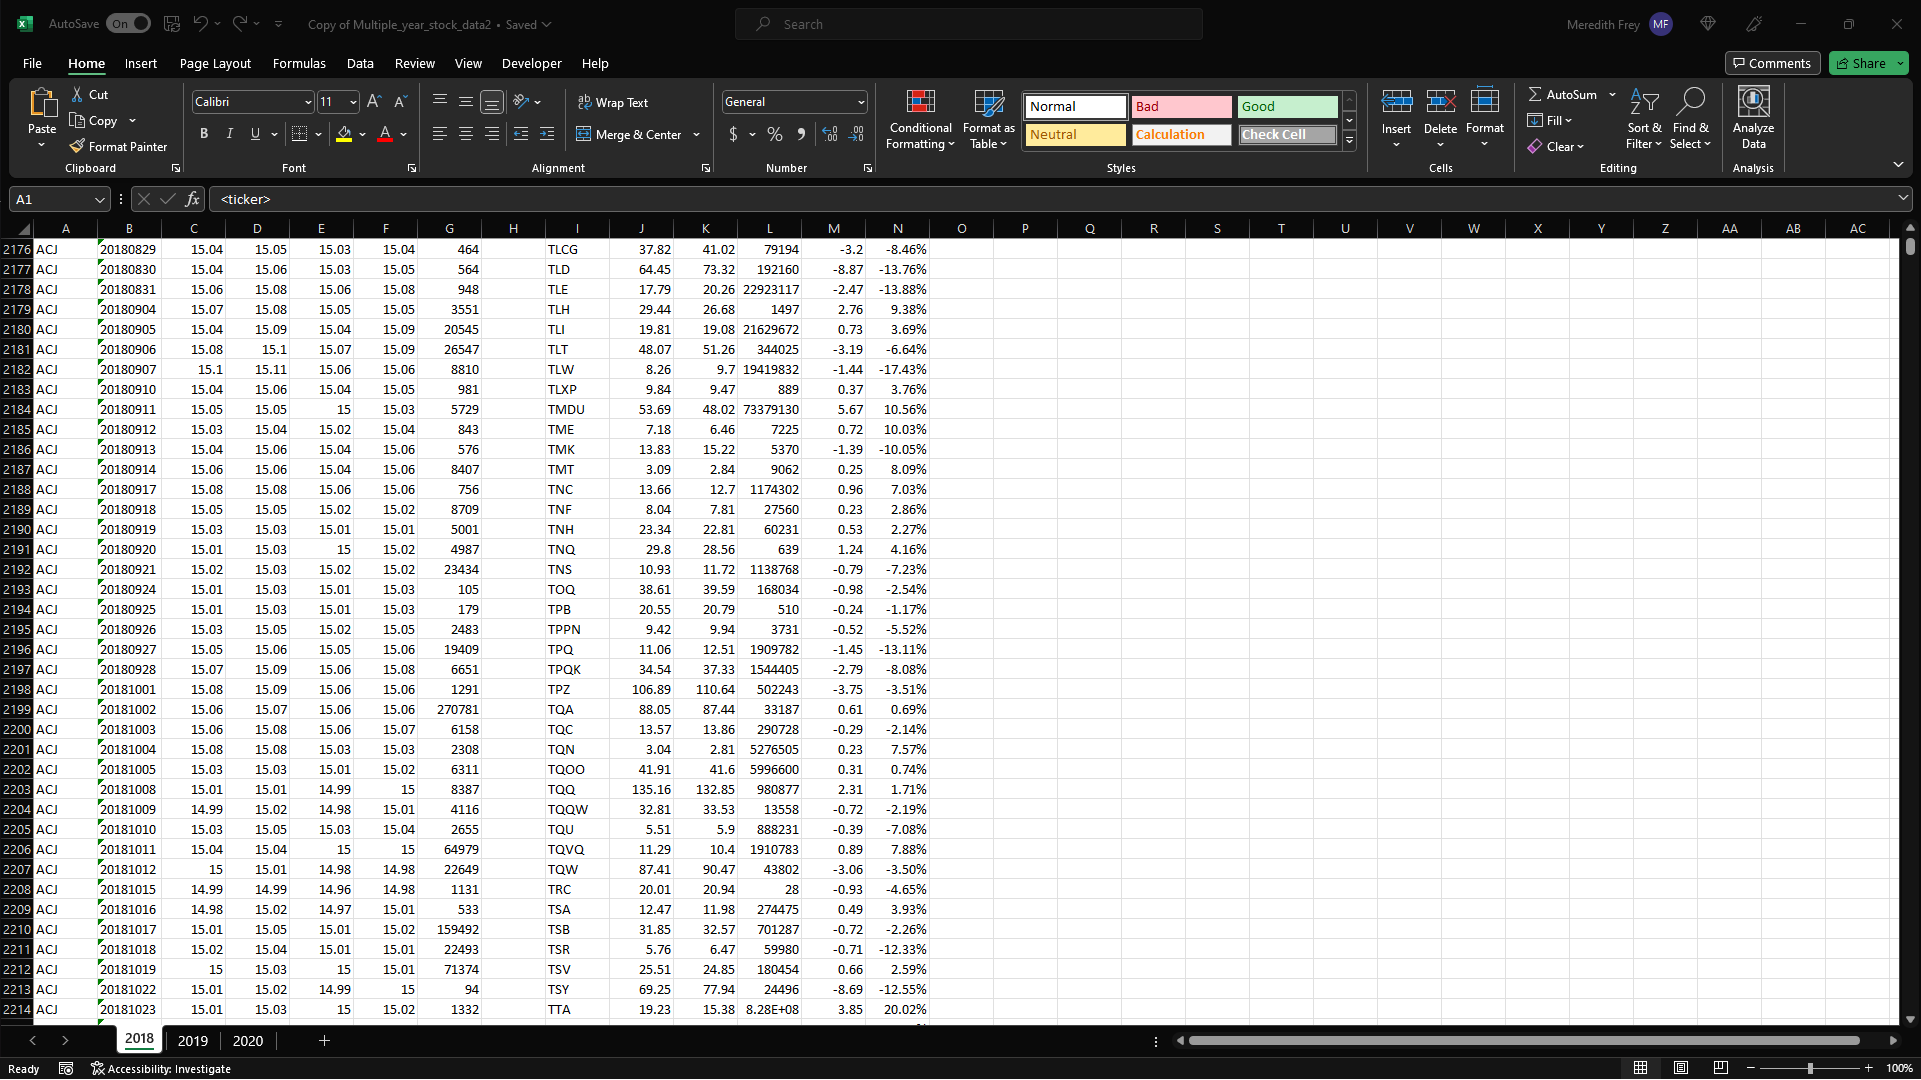 AutoSave On Copy of Multiple_year_stock_data2 • Saved Search Meredith Frey MF
File Home Insert Page Layout Formulas Data Review View Developer Help Comments Share
Paste Cut Copy Format Painter Clipboard
Calibri 11 B I U A A A Font
ab Wrap Text Merge & Center Alignment
General $ % , Number
Conditional Formatting Format as Table Normal Bad Good Neutral Calculation Check Cell Styles
Insert Delete Format Cells
AutoSum Fill Clear Sort & Filter Find & Select Editing
Analyze Data Analysis
A1 fx <ticker>
A B C D E F G H I J K L M N O P Q R S T U V W X Y Z AA AB AC
2176 ACJ 20180829 15.04 15.05 15.03 15.04 464 TLCG 37.82 41.02 79194 -3.2 -8.46%
2177 ACJ 20180830 15.04 15.06 15.03 15.05 564 TLD 64.45 73.32 192160 -8.87 -13.76%
2178 ACJ 20180831 15.06 15.08 15.06 15.08 948 TLE 17.79 20.26 22923117 -2.47 -13.88%
2179 ACJ 20180904 15.07 15.08 15.05 15.05 3551 TLH 29.44 26.68 1497 2.76 9.38%
2180 ACJ 20180905 15.04 15.09 15.04 15.09 20545 TLI 19.81 19.08 21629672 0.73 3.69%
2181 ACJ 20180906 15.08 15.1 15.07 15.09 26547 TLT 48.07 51.26 344025 -3.19 -6.64%
2182 ACJ 20180907 15.1 15.11 15.06 15.06 8810 TLW 8.26 9.7 19419832 -1.44 -17.43%
2183 ACJ 20180910 15.04 15.06 15.04 15.05 981 TLXP 9.84 9.47 889 0.37 3.76%
2184 ACJ 20180911 15.05 15.05 15 15.03 5729 TMDU 53.69 48.02 73379130 5.67 10.56%
2185 ACJ 20180912 15.03 15.04 15.02 15.04 843 TME 7.18 6.46 7225 0.72 10.03%
2186 ACJ 20180913 15.04 15.06 15.04 15.06 576 TMK 13.83 15.22 5370 -1.39 -10.05%
2187 ACJ 20180914 15.06 15.06 15.04 15.06 8407 TMT 3.09 2.84 9062 0.25 8.09%
2188 ACJ 20180917 15.08 15.08 15.06 15.06 756 TNC 13.66 12.7 1174302 0.96 7.03%
2189 ACJ 20180918 15.05 15.05 15.02 15.02 8709 TNF 8.04 7.81 27560 0.23 2.86%
2190 ACJ 20180919 15.03 15.03 15.01 15.01 5001 TNH 23.34 22.81 60231 0.53 2.27%
2191 ACJ 20180920 15.01 15.03 15 15.02 4987 TNQ 29.8 28.56 639 1.24 4.16%
2192 ACJ 20180921 15.02 15.03 15.02 15.02 23434 TNS 10.93 11.72 1138768 -0.79 -7.23%
2193 ACJ 20180924 15.01 15.03 15.01 15.03 105 TOQ 38.61 39.59 168034 -0.98 -2.54%
2194 ACJ 20180925 15.01 15.03 15.01 15.03 179 TPB 20.55 20.79 510 -0.24 -1.17%
2195 ACJ 20180926 15.03 15.05 15.02 15.05 2483 TPPN 9.42 9.94 3731 -0.52 -5.52%
2196 ACJ 20180927 15.05 15.06 15.05 15.06 19409 TPQ 11.06 12.51 1909782 -1.45 -13.11%
2197 ACJ 20180928 15.07 15.09 15.06 15.08 6651 TPQK 34.54 37.33 1544405 -2.79 -8.08%
2198 ACJ 20181001 15.08 15.09 15.06 15.06 1291 TPZ 106.89 110.64 502243 -3.75 -3.51%
2199 ACJ 20181002 15.06 15.07 15.06 15.06 270781 TQA 88.05 87.44 33187 0.61 0.69%
2200 ACJ 20181003 15.06 15.08 15.06 15.07 6158 TQC 13.57 13.86 290728 -0.29 -2.14%
2201 ACJ 20181004 15.08 15.08 15.03 15.03 2308 TQN 3.04 2.81 5276505 0.23 7.57%
2202 ACJ 20181005 15.03 15.03 15.01 15.02 6311 TQOO 41.91 41.6 5996600 0.31 0.74%
2203 ACJ 20181008 15.01 15.01 14.99 15 8387 TQQ 135.16 132.85 980877 2.31 1.71%
2204 ACJ 20181009 14.99 15.02 14.98 15.01 4116 TQQW 32.81 33.53 13558 -0.72 -2.19%
2205 ACJ 20181010 15.03 15.05 15.03 15.04 2655 TQU 5.51 5.9 888231 -0.39 -7.08%
2206 ACJ 20181011 15.04 15.04 15 15 64979 TQVQ 11.29 10.4 1910783 0.89 7.88%
2207 ACJ 20181012 15 15.01 14.98 14.98 22649 TQW 87.41 90.47 43802 -3.06 -3.50%
2208 ACJ 20181015 14.99 14.99 14.96 14.98 1131 TRC 20.01 20.94 28 -0.93 -4.65%
2209 ACJ 20181016 14.98 15.02 14.97 15.01 533 TSA 12.47 11.98 274475 0.49 3.93%
2210 ACJ 20181017 15.01 15.05 15.01 15.02 159492 TSB 31.85 32.57 701287 -0.72 -2.26%
2211 ACJ 20181018 15.02 15.04 15.01 15.01 22493 TSR 5.76 6.47 59980 -0.71 -12.33%
2212 ACJ 20181019 15 15.03 15 15.01 71374 TSV 25.51 24.85 180454 0.66 2.59%
2213 ACJ 20181022 15.01 15.02 14.99 15 94 TSY 69.25 77.94 24496 -8.69 -12.55%
2214 ACJ 20181023 15.01 15.03 15 15.02 1332 TTA 19.23 15.38 8.28E+08 3.85 20.02%
2018 2019 2020
Ready Accessibility: Investigate 100%